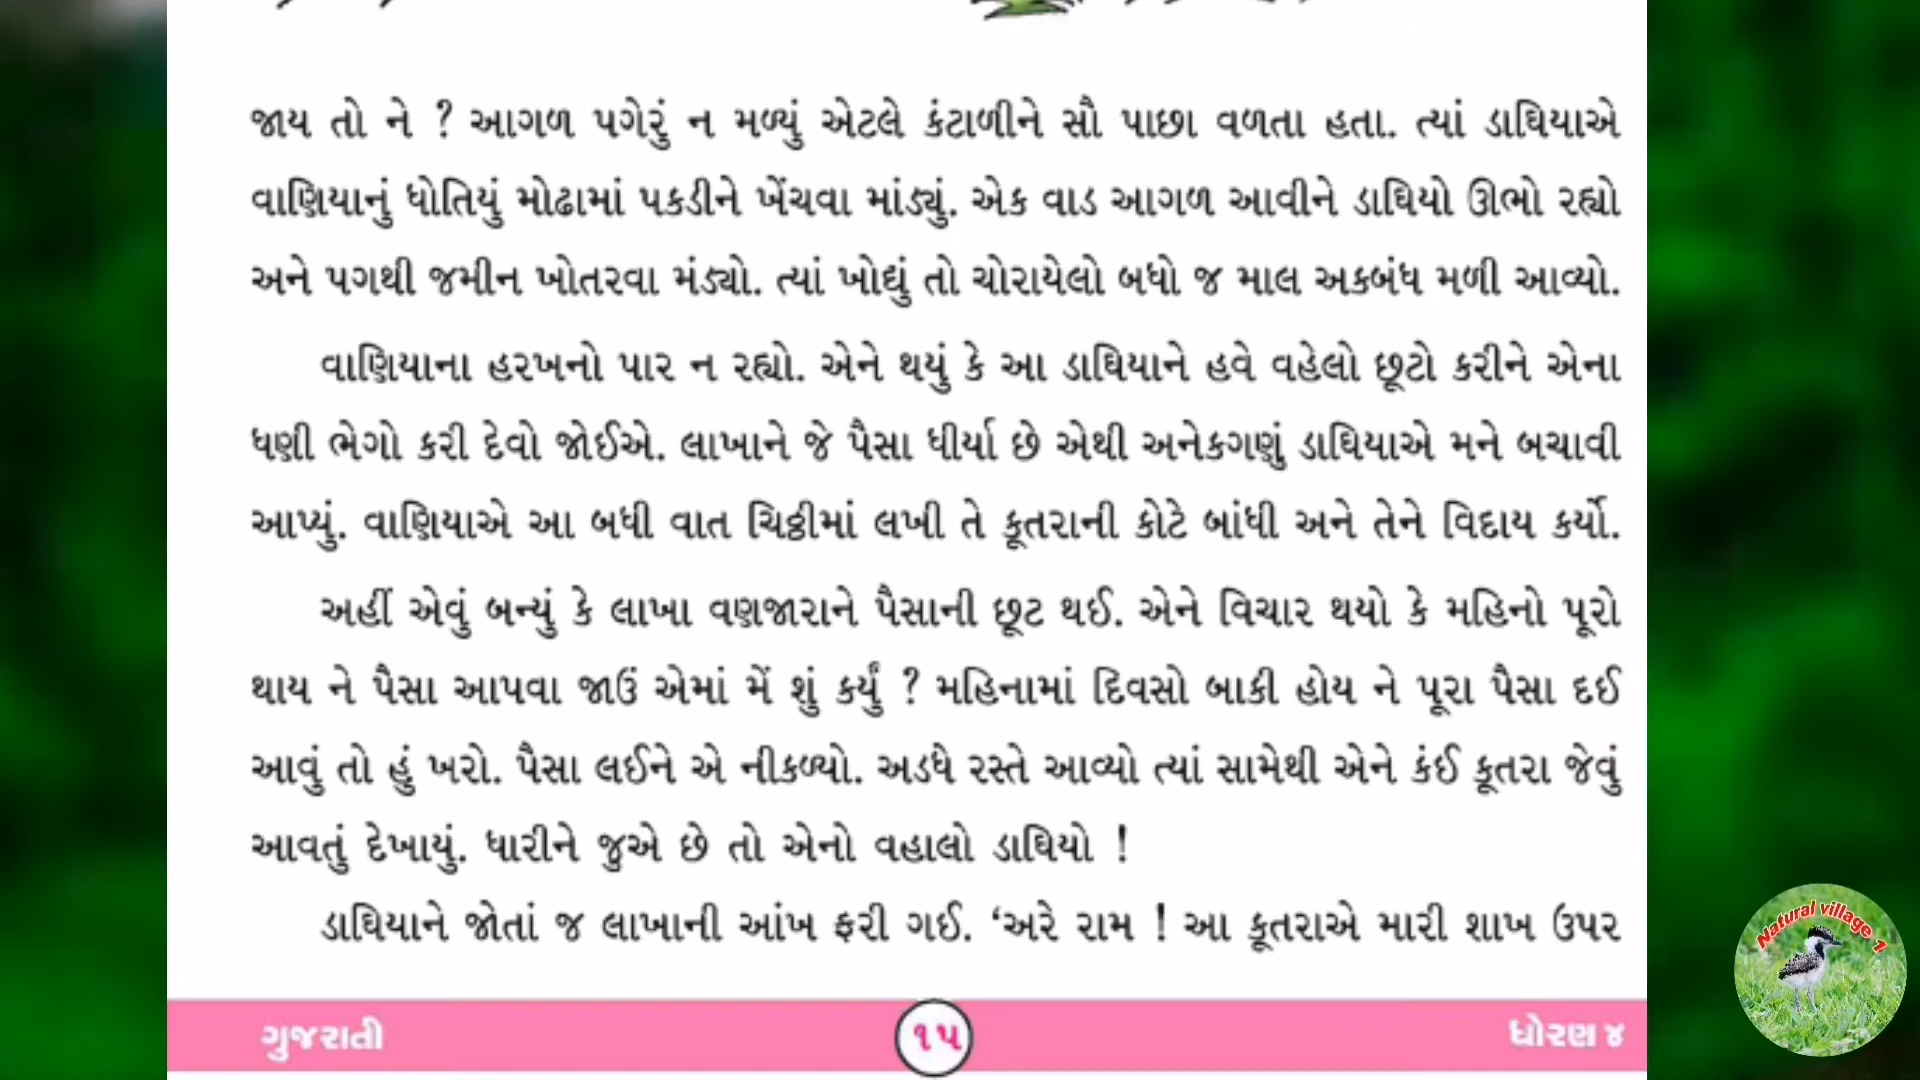 જાય તો ને ? આગળ પગેરું ન મળ્યું એટલે કંટાળીને સૌ પાછા વળતા હતા. ત્યાં ડાઘિયાએ
વાણિયાનું ધોતિયું મોઢામાં પકડીને ખેંચવા માંડ્યું. એક વાડ આગળ આવીને ડાઘિયો ઊભો રહ્યો
અને પગથી જમીન ખોતરવા મંડ્યો. ત્યાં ખોદ્યું તો ચોરાયેલો બધો જ માલ અકબંધ મળી આવ્યો.
વાણિયાના હરખનો પાર ન રહ્યો. એને થયું કે આ ડાઘિયાને હવે વહેલો છૂટો કરીને એના
ધણી ભેગો કરી દેવો જોઈએ. લાખાને જે પૈસા ધીર્યા છે એથી અનેકગણું ડાઘિયાએ મને બચાવી
આપ્યું. વાણિયાએ આ બધી વાત ચિઠ્ઠીમાં લખી તે કૂતરાની કોટે બાંધી અને તેને વિદાય કર્યો.
અહીં એવું બન્યું કે લાખા વણજારાને પૈસાની છૂટ થઈ. એને વિચાર થયો કે મહિનો પૂરો
થાય ને પૈસા આપવા જાઉં એમાં મેં શું કર્યું ? મહિનામાં દિવસો બાકી હોય ને પૂરા પૈસા દઈ
આવું તો હું ખરો. પૈસા લઈને એ નીકળ્યો. અડધે રસ્તે આવ્યો ત્યાં સામેથી એને કંઈ કૂતરા જેવું
આવતું દેખાયું. ધારીને જુએ છે તો એનો વહાલો ડાઘિયો !
ડાઘિયાને જોતાં જ લાખાની આંખ ફરી ગઈ. ‘અરે રામ ! આ કૂતરાએ મારી શાખ ઉપર
ગુજરાતી
૧૫
ધોરણ ૪
Natural village 1